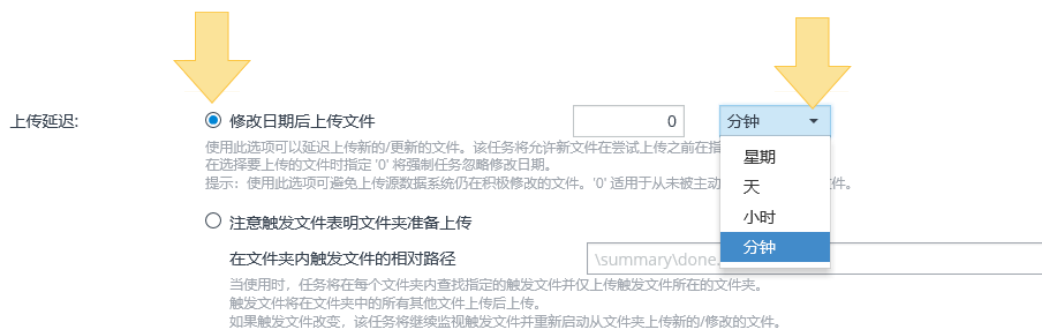 上传延迟:
修改日期后上传文件
0
分钟
使用此选项可以延迟上传新的/更新的文件。该任务将允许新文件在尝试上传之前在指
在选择要上传的文件时指定 '0' 将强制任务忽略修改日期。
提示：使用此选项可避免上传源数据系统仍在积极修改的文件。'0' 适用于从未被主动
件。
星期
天
小时
分钟
注意触发文件表明文件夹准备上传
在文件夹内触发文件的相对路径
\summary\done.
当使用时，任务将在每个文件夹内查找指定的触发文件并仅上传触发文件所在的文件夹。
触发文件将在文件夹中的所有其他文件上传后上传。
如果触发文件改变，该任务将继续监视触发文件并重新启动从文件夹上传新的/修改的文件。